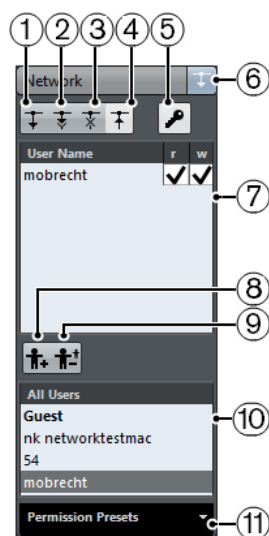 ① ② ③ ④ ⑤
Network ⑥
User Name r w
mobrecht ⑦
⑧
⑨
All Users
Guest ⑩
nk networktestmac
54
mobrecht
Permission Presets ⑪